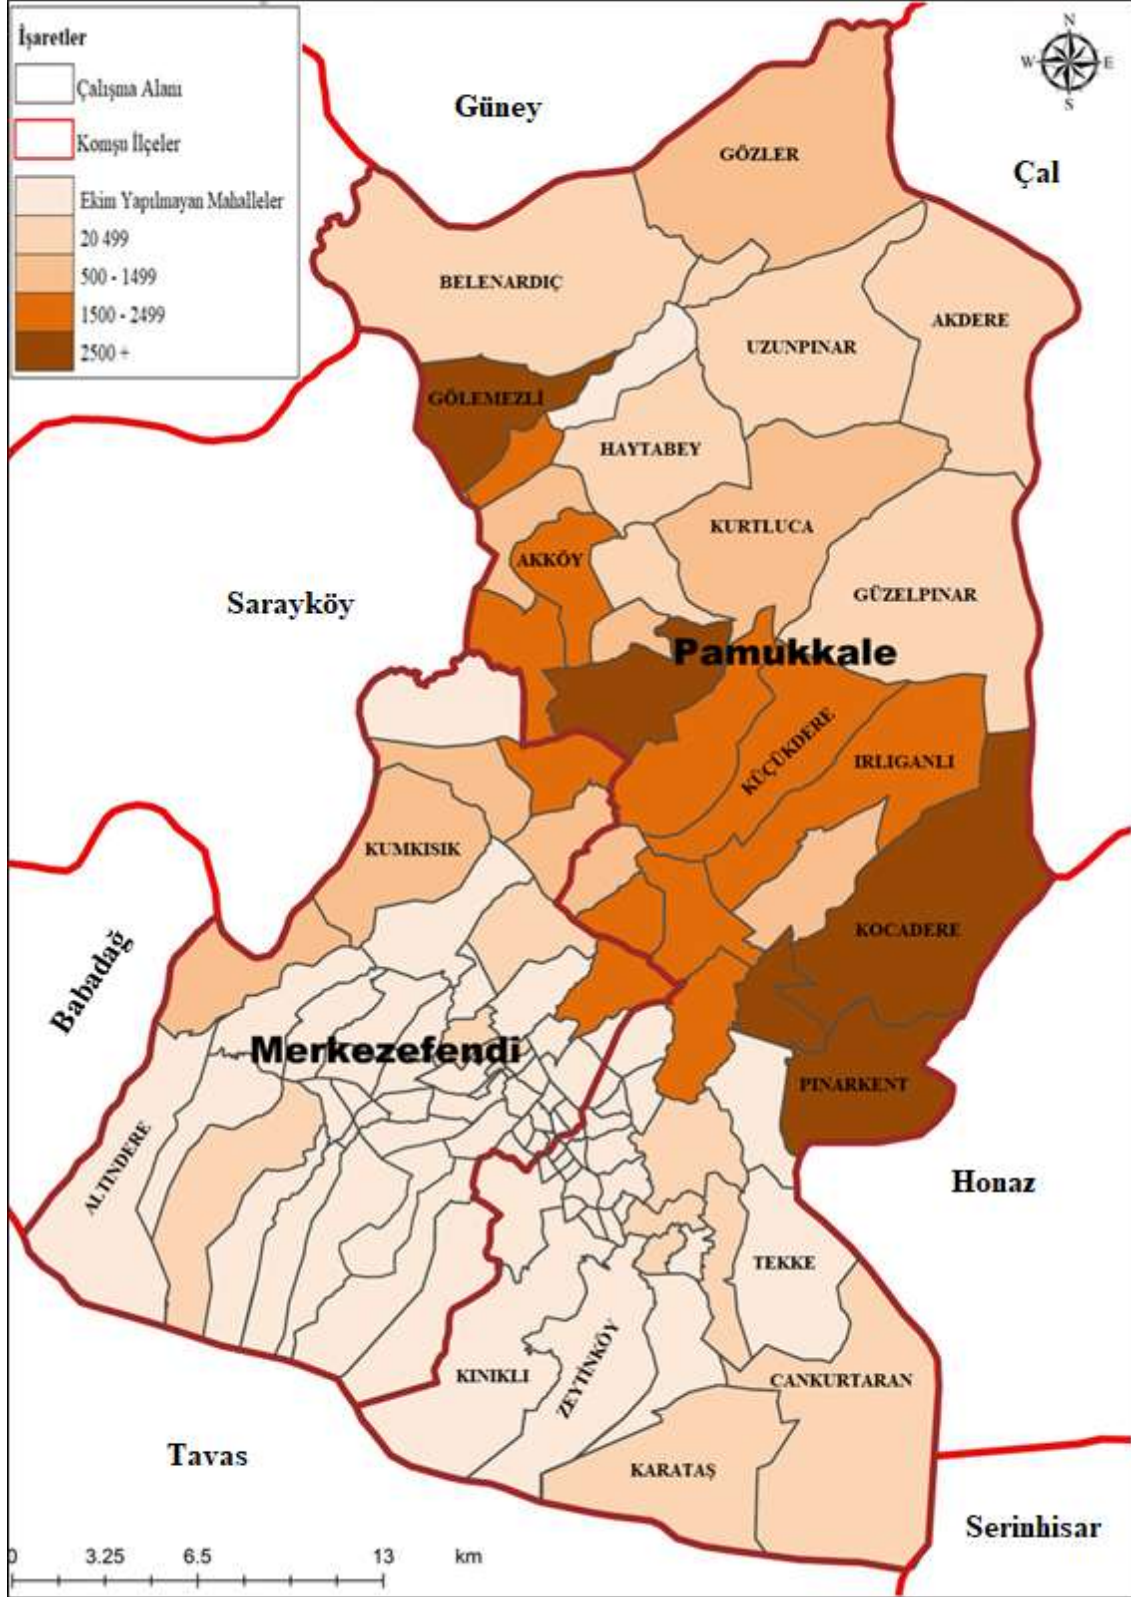 İşaretler
Çalışma Alanı
Komşu İlçeler
Ekim Yapılmayan Mahalleler
20 499
500 - 1499
1500 - 2499
2500 +
N
W E
S
Güney
Çal
GÖZLER
BELENARDIÇ
AKDERE
UZUNPINAR
GÖLEMEZLİ
HAYTABEY
KURTLUCA
AKKÖY
GÜZELPINAR
Sarayköy
Pamukkale
KÜÇÜKDERE
IRLIGANLI
KUMKISIK
KOCADERE
Babadağ
Merkezefendi
PINARKENT
ALTINDERE
Honaz
TEKKE
KINIKLI
ZEYTİNKÖY
CANKURTARAN
Tavas
KARATAŞ
Serinhisar
0 3.25 6.5 13 km